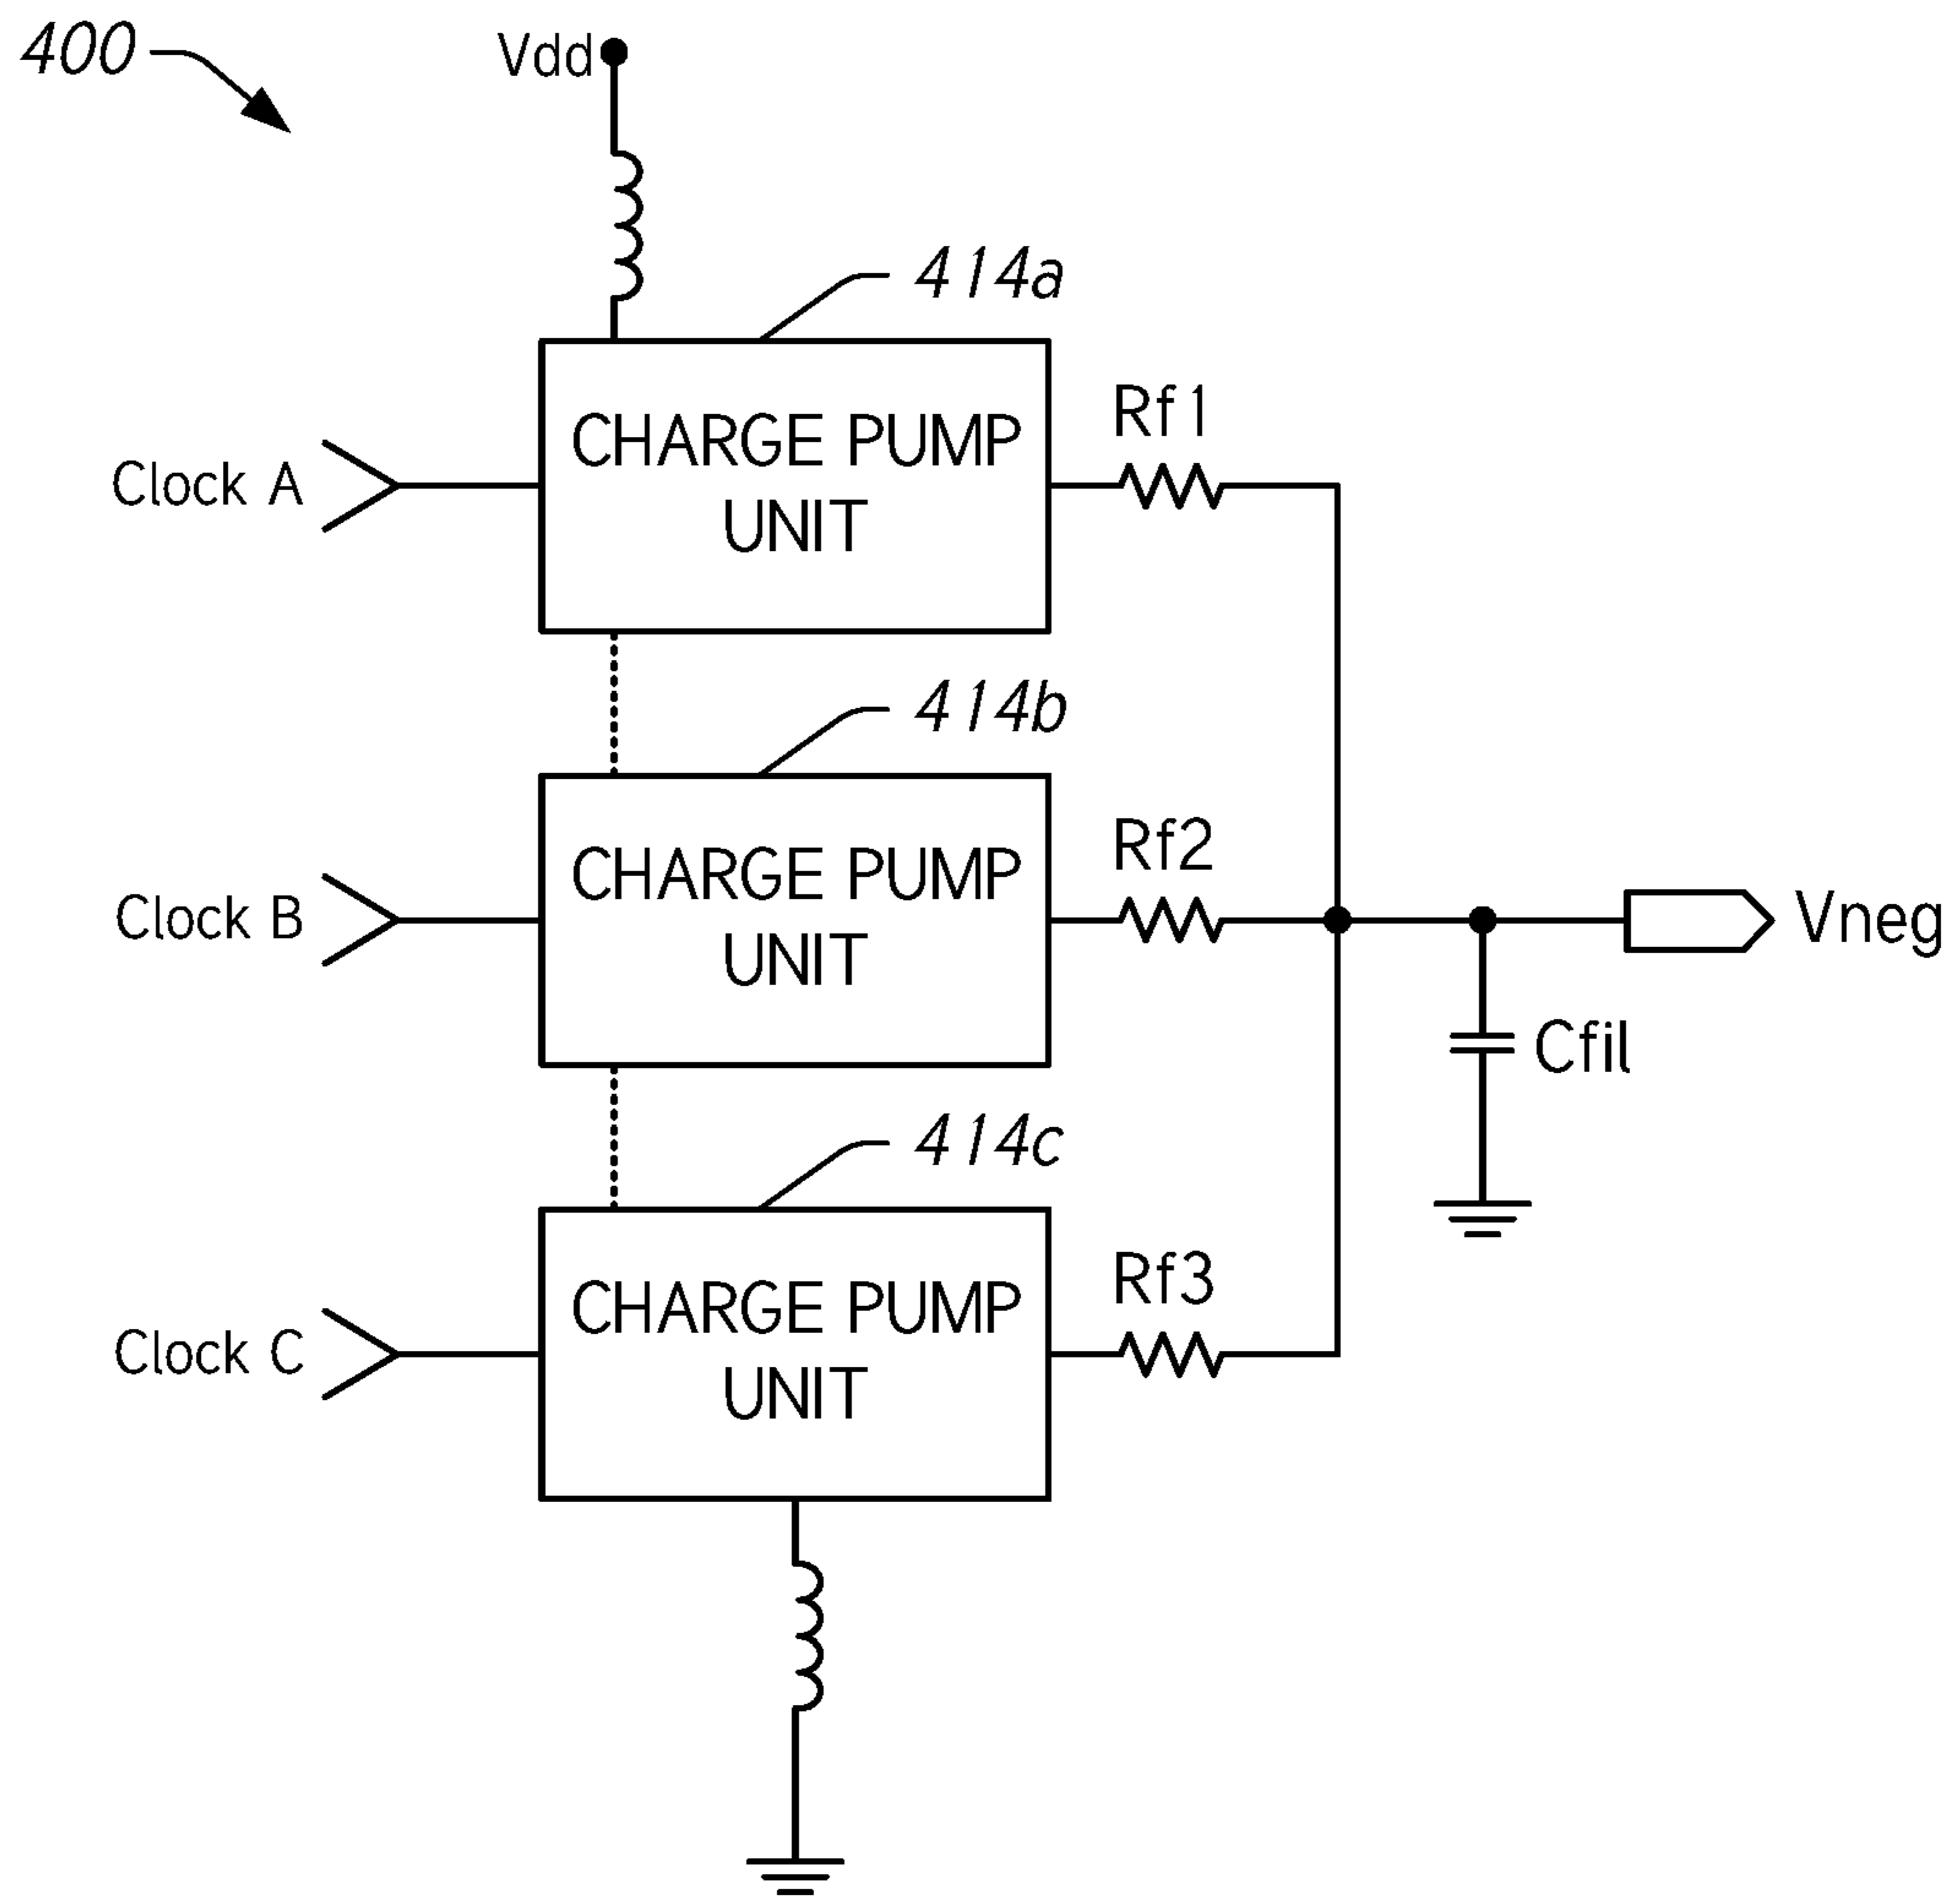 400
Vdd
414a
CHARGE PUMP
UNIT
Clock A
Rf1
414b
CHARGE PUMP
UNIT
Clock B
Rf2
Vneg
Cfil
414c
CHARGE PUMP
UNIT
Clock C
Rf3